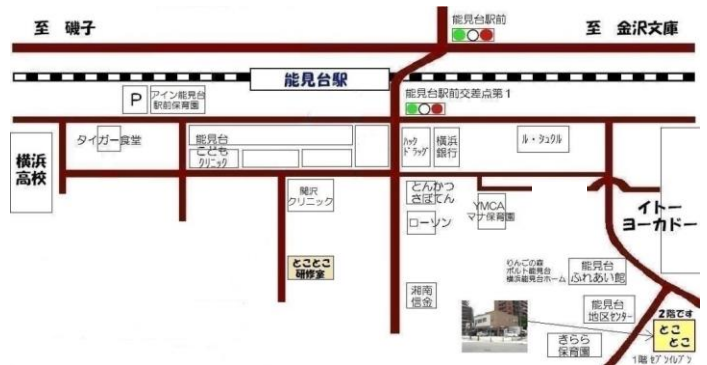 至 磯子
能見台駅前
至 金沢文庫
能見台駅
P
アイン能見台
駅前保育園
能見台駅前交差点第1
横浜
高校
タイガー食堂
能見台
こども
クリニック
ハック
ドラッグ
横浜
銀行
ル・シュクル
関沢
クリニック
とんかつ
さぼてん
ローソン
YMCA
マナ保育園
イトー
ヨーカドー
とことこ
研修室
湘南
信金
りんごの森
ポルト能見台
横浜能見台ホーム
能見台
ふれあい館
能見台
地区センター
きらら
保育園
2階です
とこ
とこ
1階 セブンイレブン